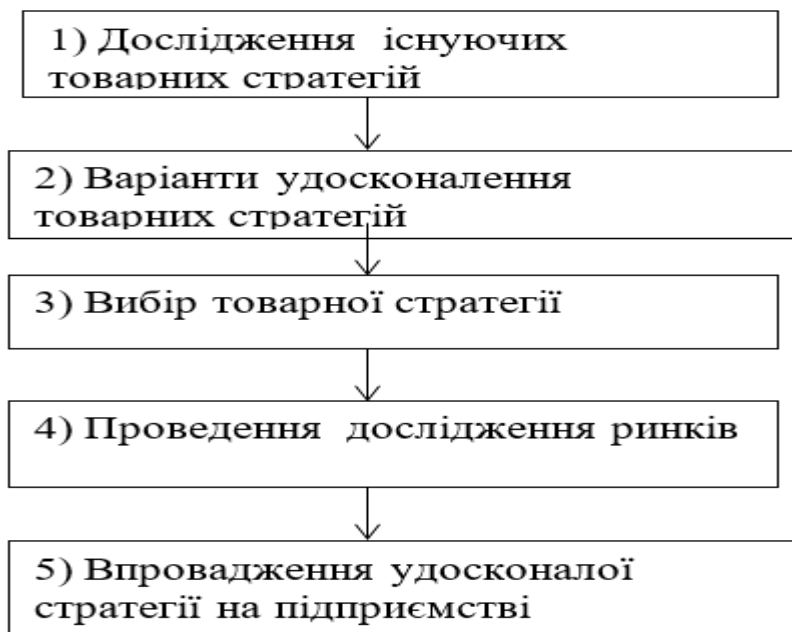 1) Дослідження існуючих
товарних стратегій
2) Варіанти удосконалення
товарних стратегій
3) Вибір товарної стратегії
4) Проведення дослідження ринків
5) Впровадження удосконалої
стратегії на підприємстві